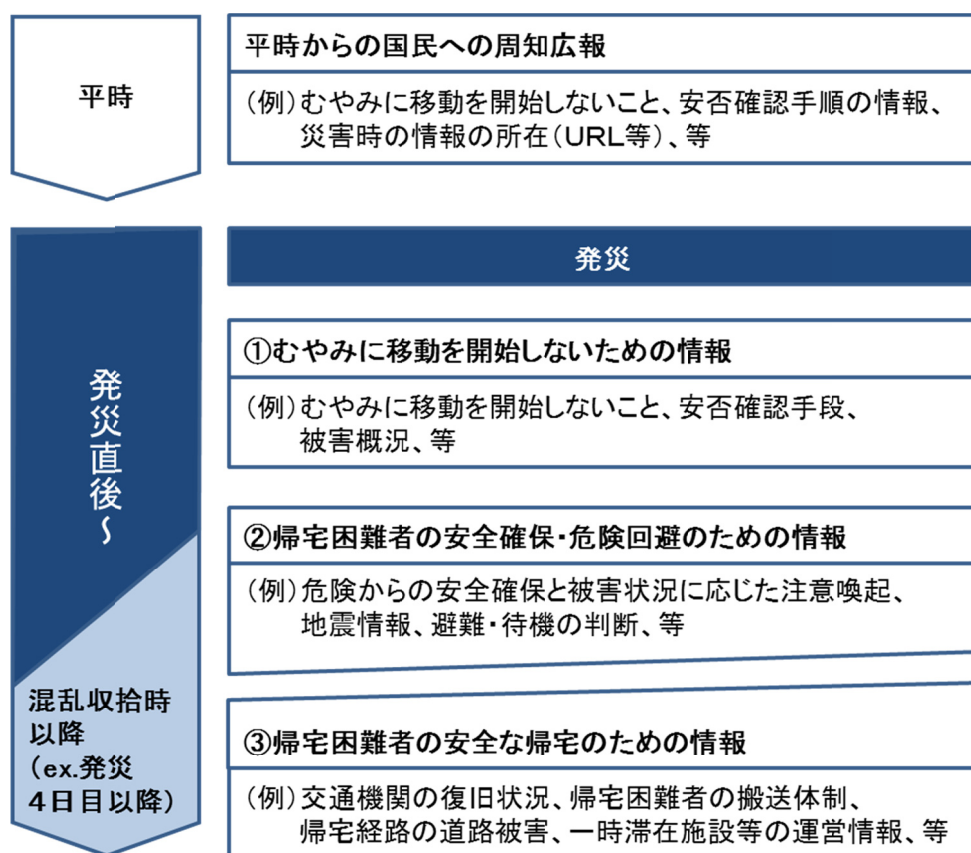 平時
平時からの国民への周知広報
(例)むやみに移動を開始しないこと、安否確認手順の情報、
災害時の情報の所在(URL等)、等
発災直後~
発災
①むやみに移動を開始しないための情報
(例)むやみに移動を開始しないこと、安否確認手段、
被害概況、等
②帰宅困難者の安全確保・危険回避のための情報
(例)危険からの安全確保と被害状況に応じた注意喚起、
地震情報、避難・待機の判断、等
混乱収拾時
以降
(ex.発災
4日目以降)
③帰宅困難者の安全な帰宅のための情報
(例)交通機関の復旧状況、帰宅困難者の搬送体制、
帰宅経路の道路被害、一時滞在施設等の運営情報、等